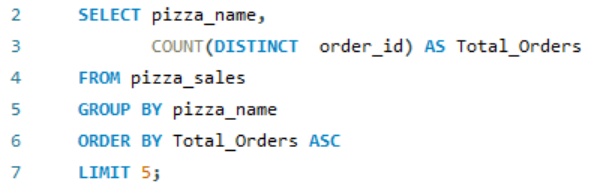 2 SELECT pizza_name,
3 COUNT(DISTINCT order_id) AS Total_Orders
4 FROM pizza_sales
5 GROUP BY pizza_name
6 ORDER BY Total_Orders ASC
7 LIMIT 5;